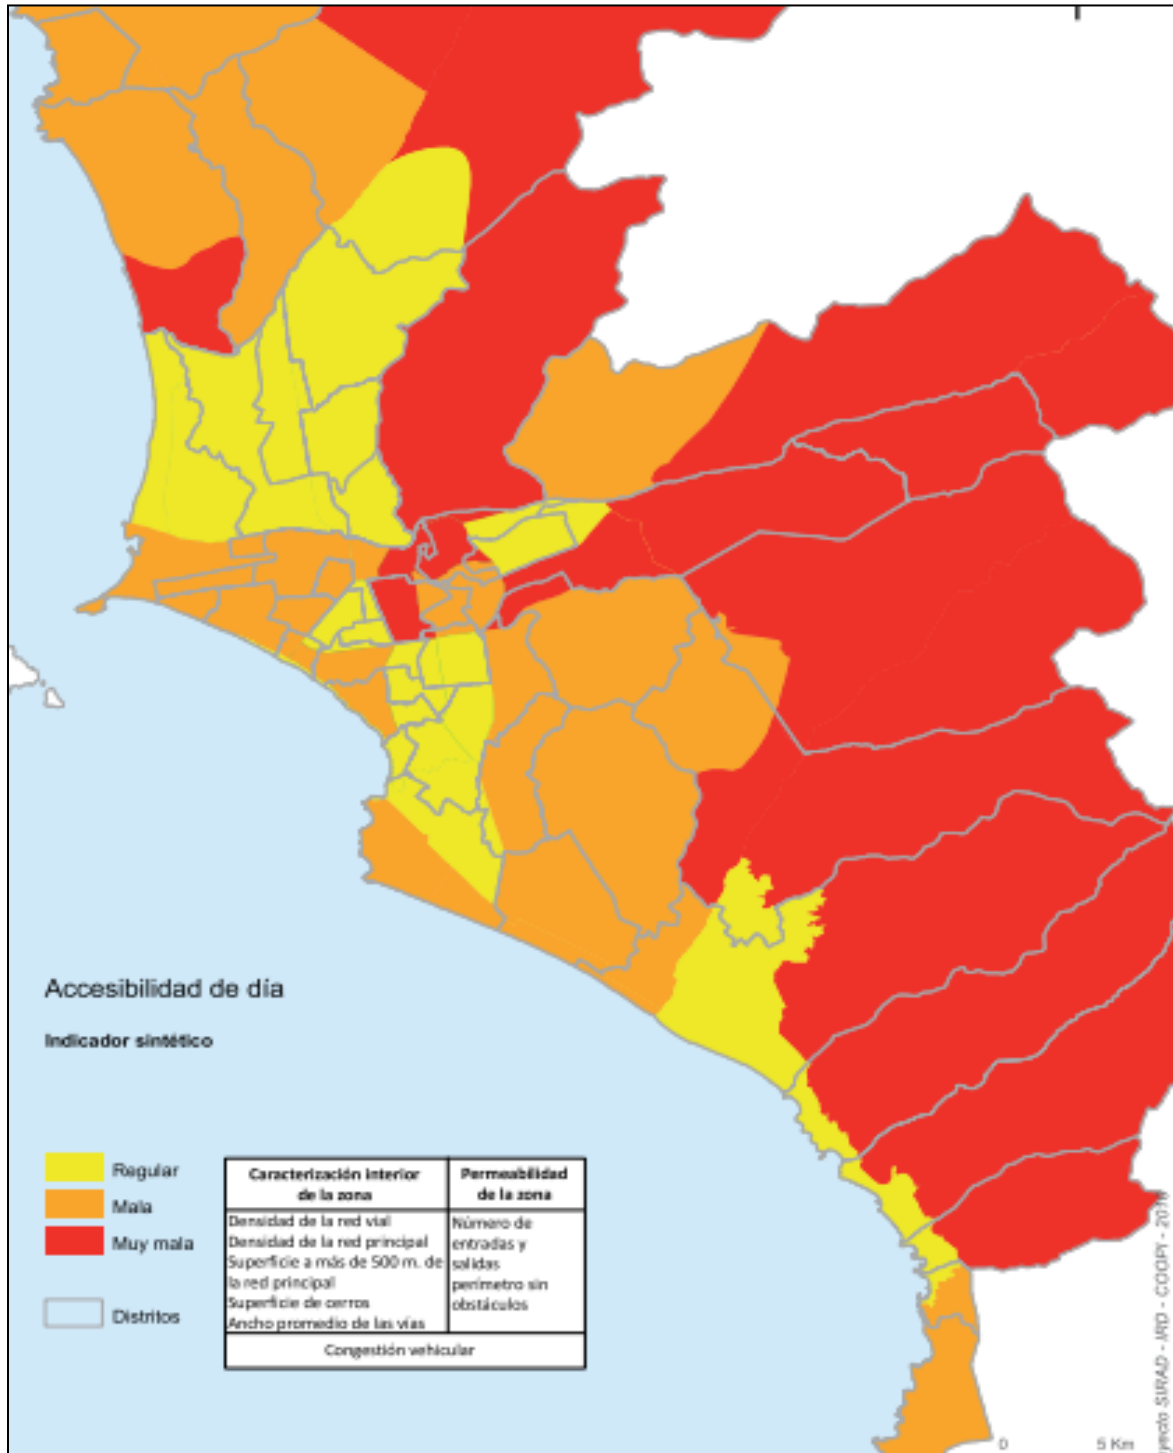 Accesibilidad de día
Indicador sintético
Regular
Mala
Muy mala
Distritos
Caracterización interior
de la zona
Densidad de la red vial
Densidad de la red principal
Superficie a más de 500 m. de
la red principal
Superficie de cerros
Ancho promedio de las vías
Permeabilidad
de la zona
Número de
entradas y
salidas
perímetro sin
obstáculos
Congestión vehicular
0 5 Km
SIRAD - IRD - COOPI -